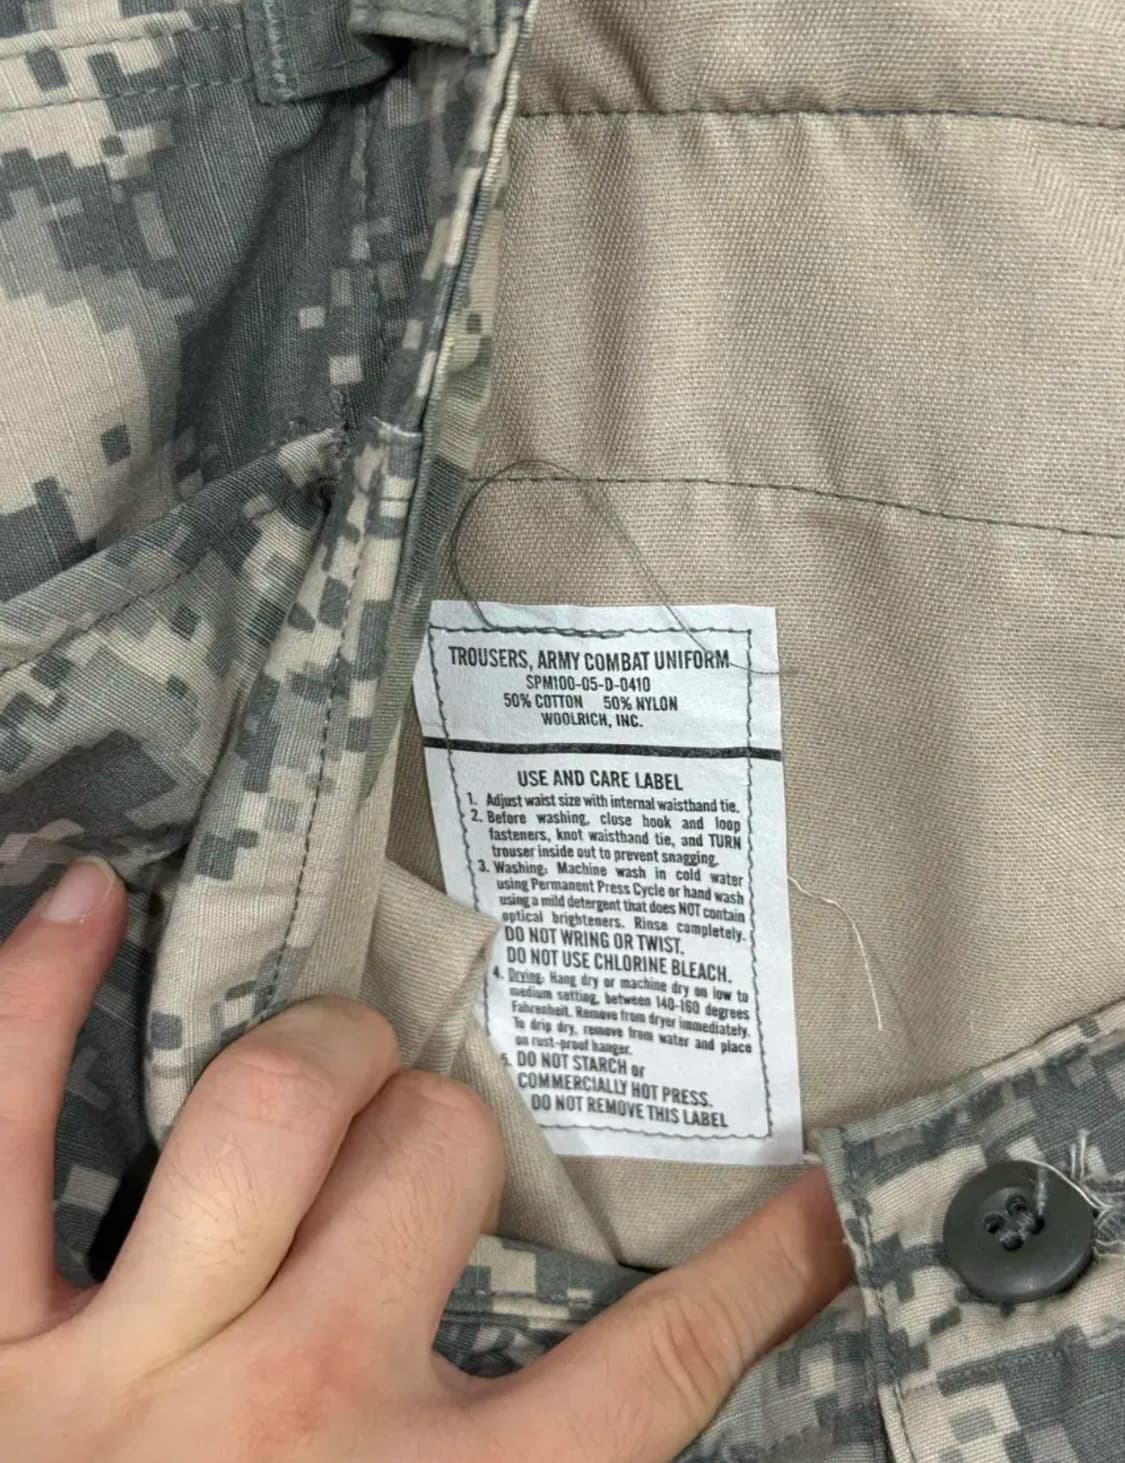 TROUSERS, ARMY COMBAT UNIFORM
SPM100-05-D-0410
50% COTTON 50% NYLON
WOOLRICH, INC.
USE AND CARE LABEL
1. Adjust waist size with internal waistband tie.
2. Before washing, close hook and loop
fasteners, knot waistband tie, and TURN
trouser inside out to prevent snagging.
3. Washing: Machine wash in cold water
using Permanent Press Cycle or hand wash
using a mild detergent that does NOT contain
optical brighteners. Rinse completely.
DO NOT WRING OR TWIST.
DO NOT USE CHLORINE BLEACH.
4. Drying: Hang dry or machine dry on low to
medium setting, between 140-160 degrees
Fahrenheit. Remove from dryer immediately.
To drip dry, remove from water and place
on rust-proof hanger.
5. DO NOT STARCH or
COMMERCIALLY HOT PRESS.
DO NOT REMOVE THIS LABEL